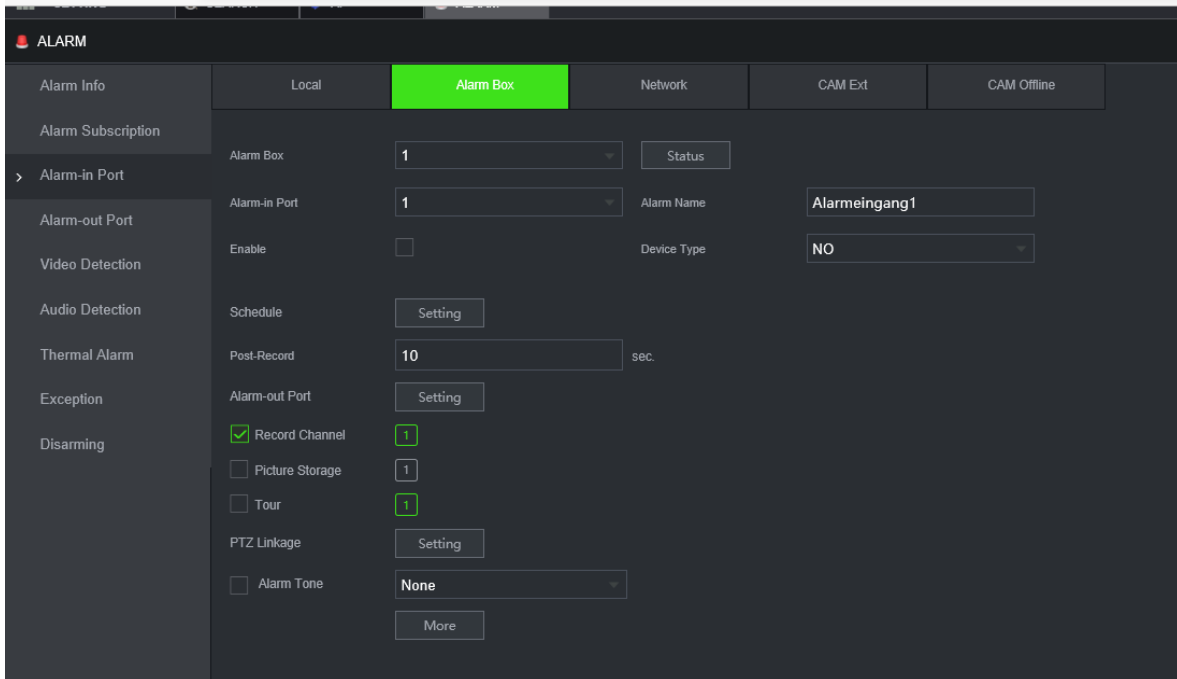 ALARM
Alarm Info
Alarm Subscription
Alarm-in Port
Alarm-out Port
Video Detection
Audio Detection
Thermal Alarm
Exception
Disarming
Local Alarm Box Network CAM Ext CAM Offline
Alarm Box 1 Status
Alarm-in Port 1 Alarm Name Alarmeingang1
Enable Device Type NO
Schedule Setting
Post-Record 10 sec.
Alarm-out Port Setting
Record Channel 1
Picture Storage 1
Tour 1
PTZ Linkage Setting
Alarm Tone None
More